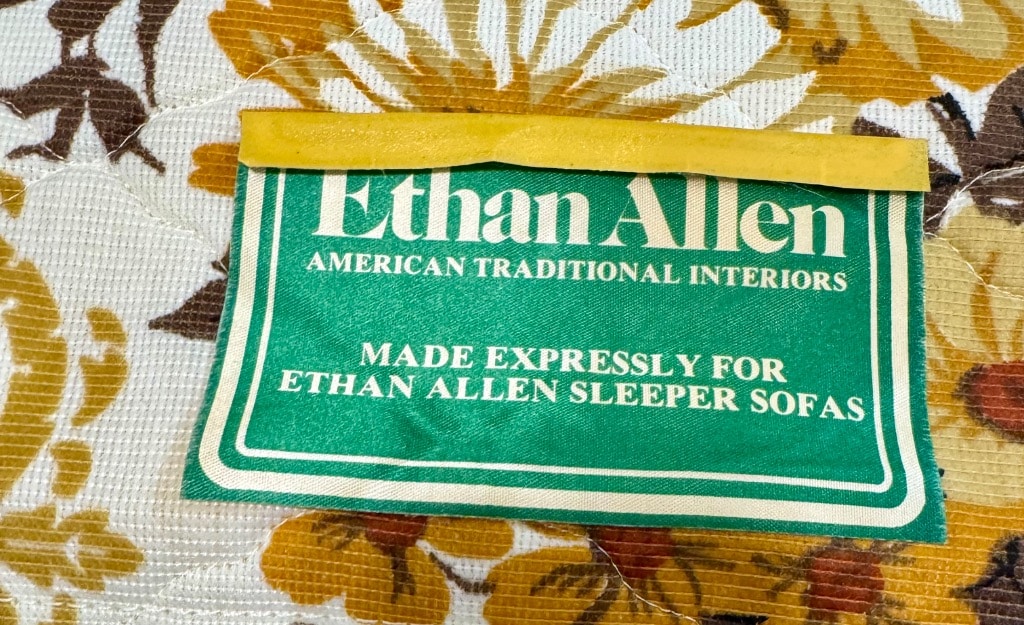 Ethan Allen
AMERICAN TRADITIONAL INTERIORS
MADE EXPRESSLY FOR
ETHAN ALLEN SLEEPER SOFAS